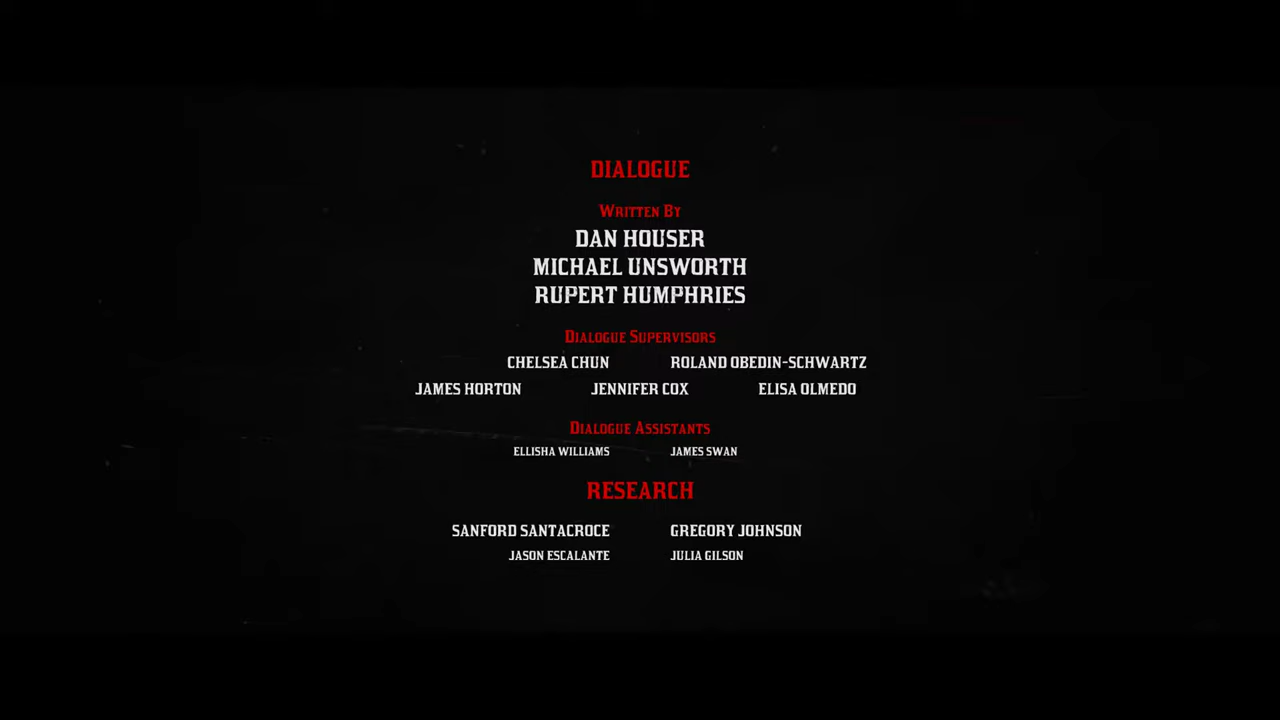 DIALOGUE
WRITTEN BY
DAN HOUSER
MICHAEL UNSWORTH
RUPERT HUMPHRIES
DIALOGUE SUPERVISORS
CHELSEA CHUN ROLAND OBEDIN-SCHWARTZ
JAMES HORTON JENNIFER COX ELISA OLMEDO
DIALOGUE ASSISTANTS
ELLISHA WILLIAMS JAMES SWAN
RESEARCH
SANFORD SANTACROCE GREGORY JOHNSON
JASON ESCALANTE JULIA GILSON